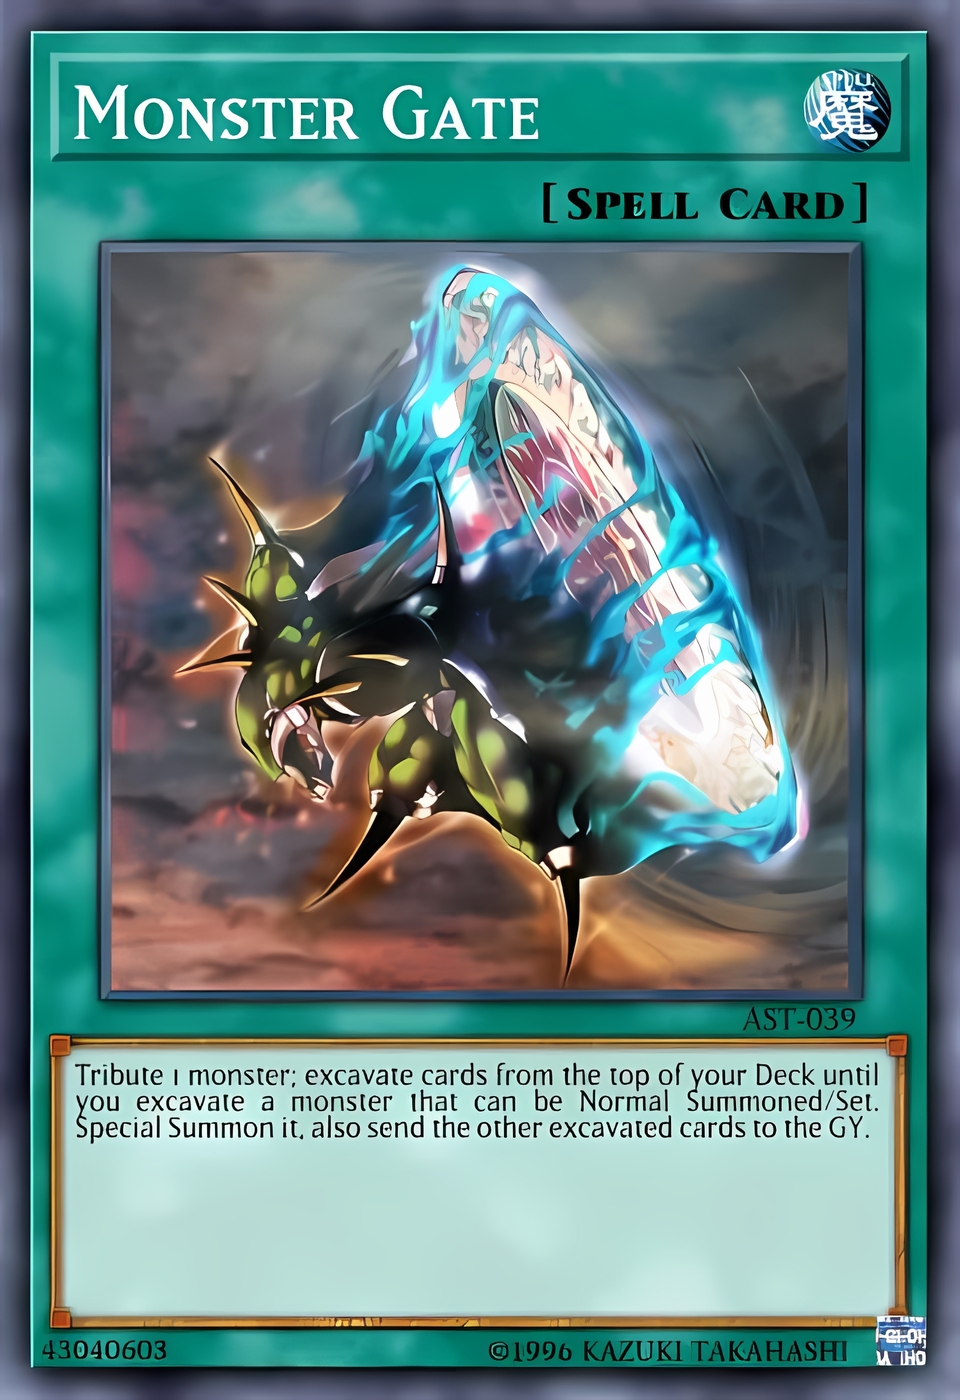 MONSTER GATE
魔
[SPELL CARD]
AST-039
Tribute 1 monster; excavate cards from the top of your Deck until
you excavate a monster that can be Normal Summoned/Set.
Special Summon it, also send the other excavated cards to the GY.
43040603
©1996 KAZUKI TAKAHASHI